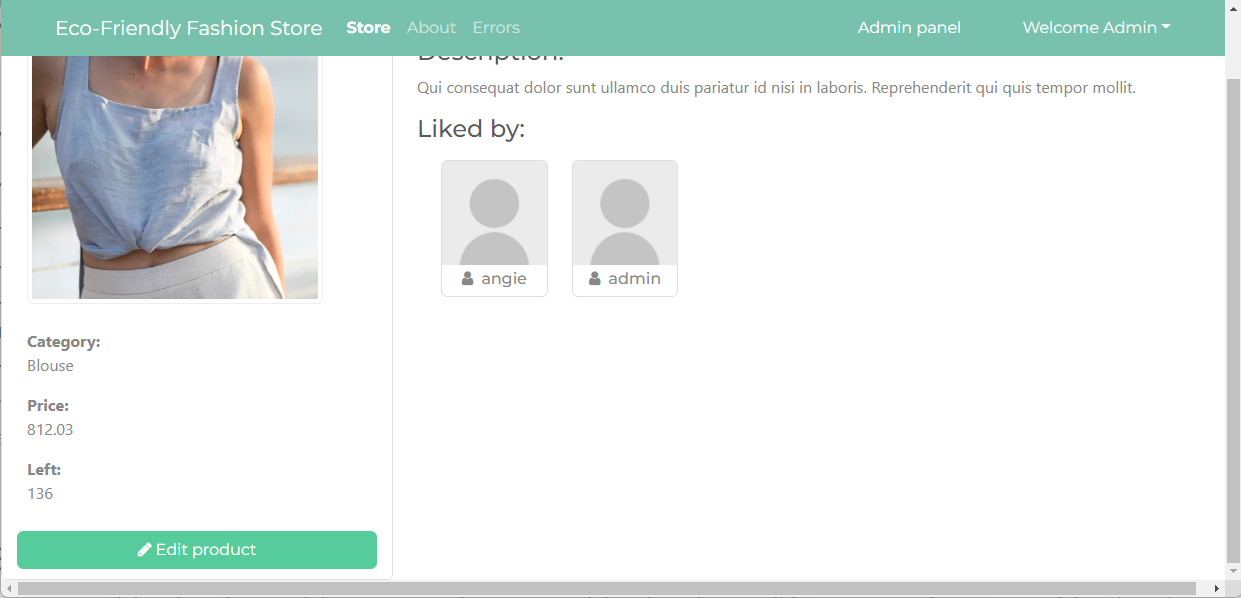 Eco-Friendly Fashion Store Store About Errors Admin panel Welcome Admin
Description:
Qui consequat dolor sunt ullamco duis pariatur id nisi in laboris. Reprehenderit qui quis tempor mollit.
Liked by:
angie admin
Category:
Blouse
Price:
812.03
Left:
136
Edit product